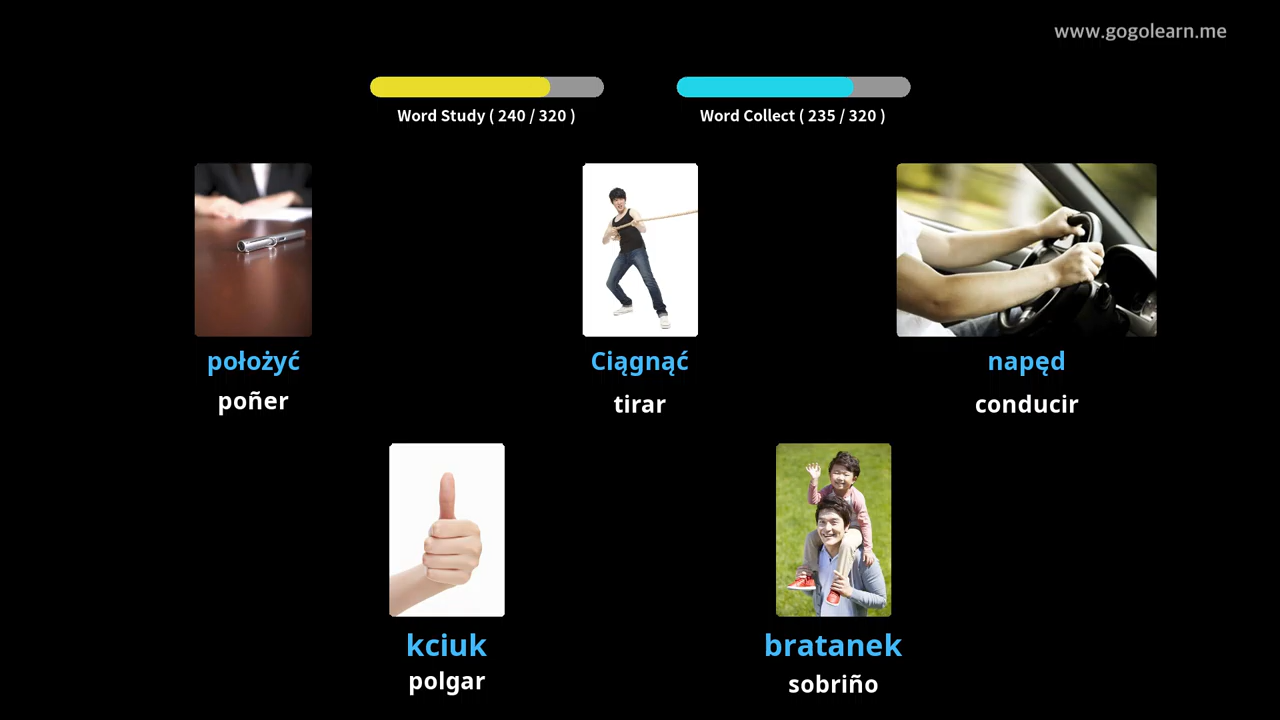 www.gogolearn.me
Word Study ( 240 / 320 )
Word Collect ( 235 / 320 )
położyć
poñer
Ciągnąć
tirar
napęd
conducir
kciuk
polgar
bratanek
sobriño